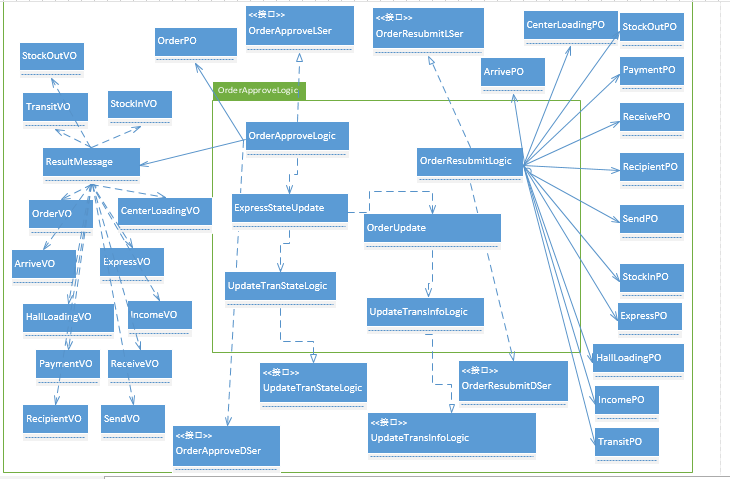 <<接口>>
OrderApproveLSer
<<接口>>
OrderResubmitLSer
CenterLoadingPO
StockOutPO
OrderPO
StockOutVO
ArrivePO
PaymentPO
TransitVO
StockInVO
OrderApproveLogic
ReceivePO
OrderApproveLogic
ResultMessage
OrderResubmitLogic
RecipientPO
OrderVO
CenterLoadingVO
ExpressStateUpdate
OrderUpdate
SendPO
ArriveVO
ExpressVO
UpdateTranStateLogic
StockInPO
HallLoadingVO
IncomeVO
UpdateTransInfoLogic
ExpressPO
PaymentVO
ReceiveVO
<<接口>>
UpdateTranStateLogic
<<接口>>
OrderResubmitDSer
HallLoadingPO
IncomePO
RecipientVO
SendVO
<<接口>>
OrderApproveDSer
<<接口>>
UpdateTransInfoLogic
TransitPO